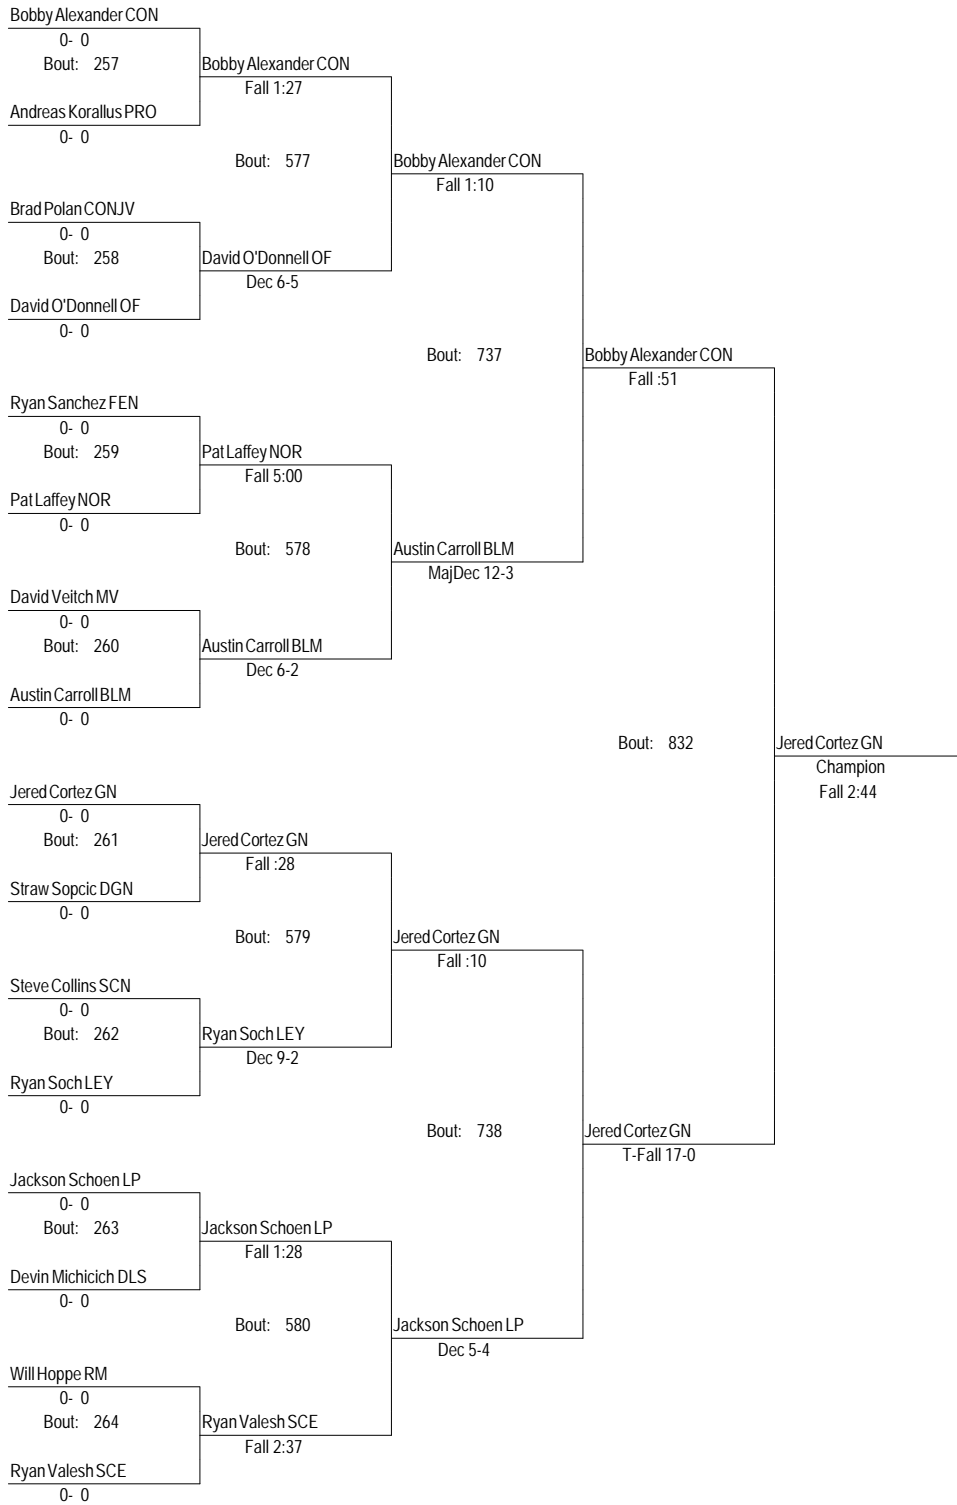 Bobby Alexander CON
0- 0
Bout: 257
Andreas Korallus PRO
0- 0
Brad Polan CONJV
0- 0
Bout: 258
David O'Donnell OF
0- 0
Ryan Sanchez FEN
0- 0
Bout: 259
Pat Laffey NOR
0- 0
David Veitch MV
0- 0
Bout: 260
Austin Carroll BLM
0- 0
Jered Cortez GN
0- 0
Bout: 261
Straw Sopcic DGN
0- 0
Steve Collins SCN
0- 0
Bout: 262
Ryan Soch LEY
0- 0
Jackson Schoen LP
0- 0
Bout: 263
Devin Michicich DLS
0- 0
Will Hoppe RM
0- 0
Bout: 264
Ryan Valesh SCE
0- 0
Bobby Alexander CON
Fall 1:27
Bout: 577
David O'Donnell OF
Dec 6-5
Pat Laffey NOR
Fall 5:00
Bout: 578
Austin Carroll BLM
Dec 6-2
Jered Cortez GN
Fall :28
Bout: 579
Ryan Soch LEY
Dec 9-2
Jackson Schoen LP
Fall 1:28
Bout: 580
Ryan Valesh SCE
Fall 2:37
Bobby Alexander CON
Fall 1:10
Bout: 737
Austin Carroll BLM
MajDec 12-3
Jered Cortez GN
Fall :10
Bout: 738
Jackson Schoen LP
Dec 5-4
Bobby Alexander CON
Fall :51
Bout: 832
Jered Cortez GN
T-Fall 17-0
Jered Cortez GN
Champion
Fall 2:44